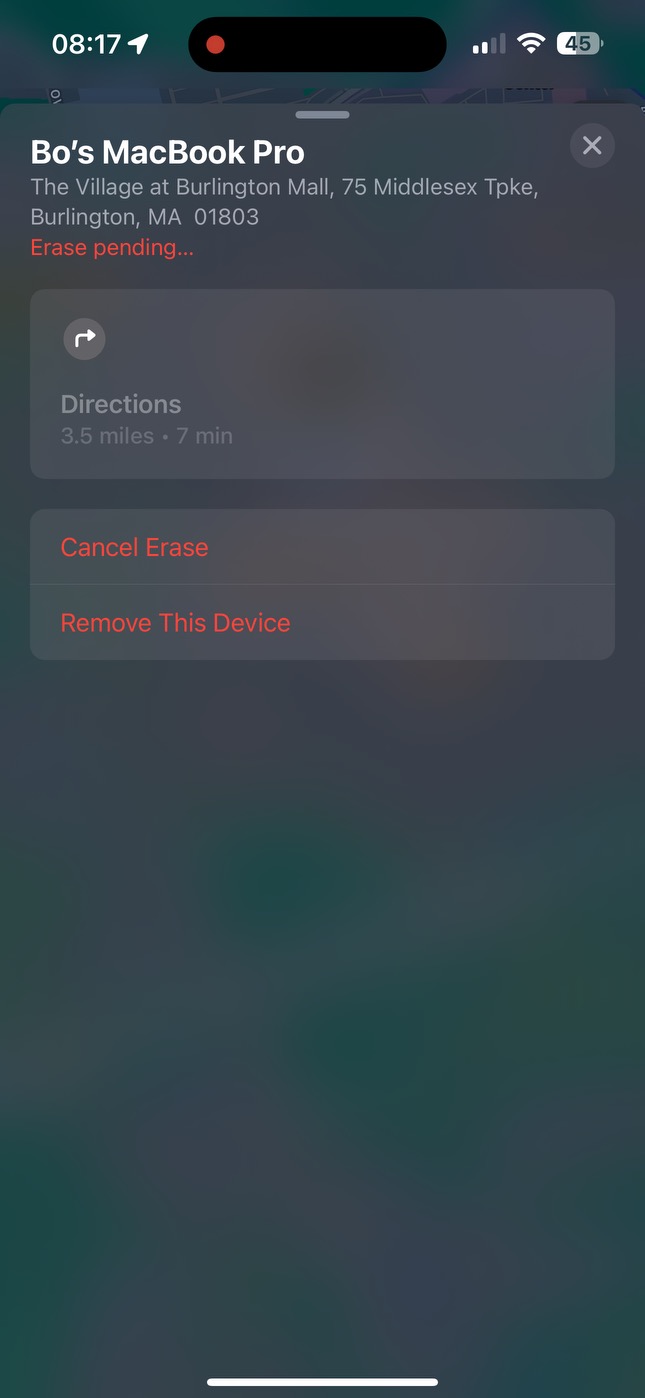 08:17
45
Bo’s MacBook Pro
The Village at Burlington Mall, 75 Middlesex Tpke,
Burlington, MA  01803
Erase pending...
Directions
3.5 miles • 7 min
Cancel Erase
Remove This Device